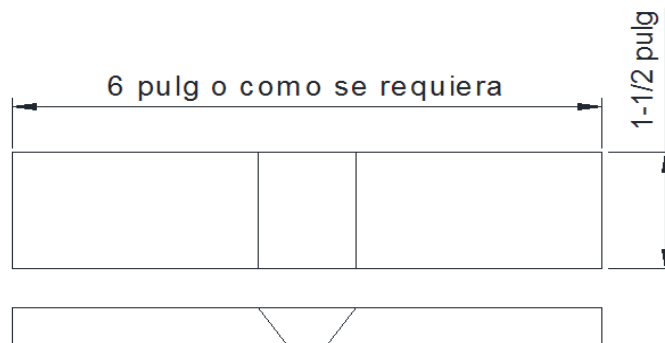 6 pulg o como se requiera
1-1/2 pulg